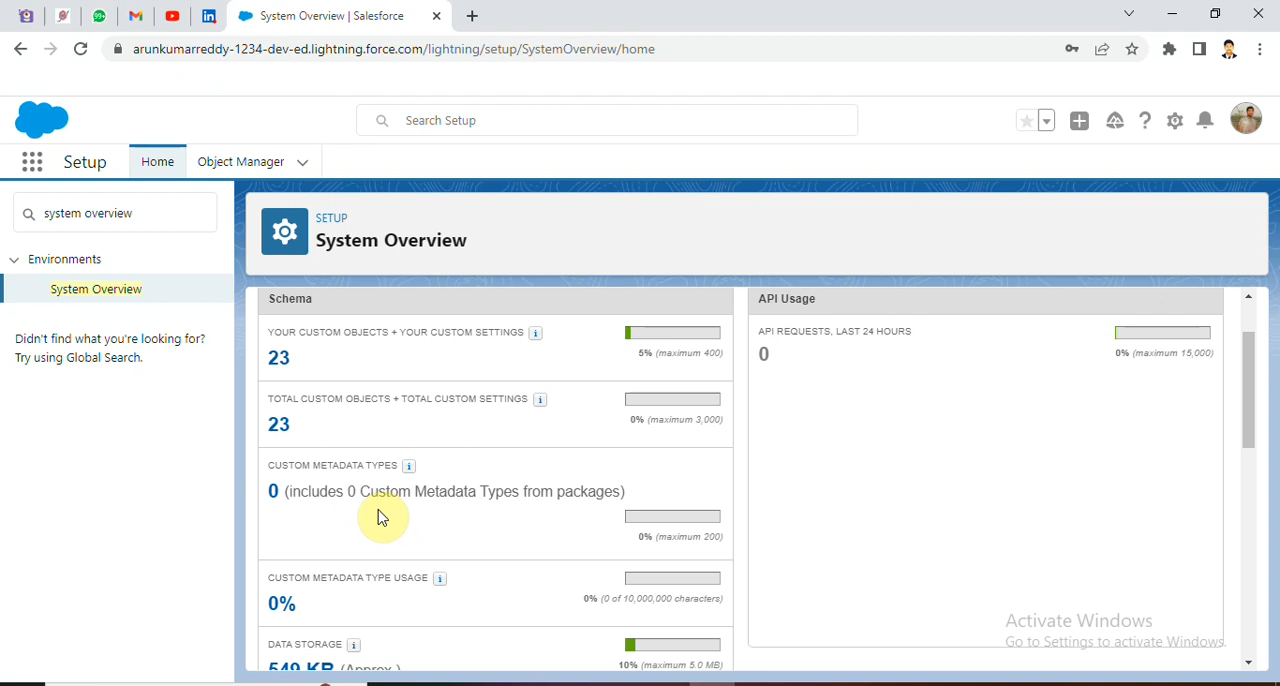 System Overview | Salesforce
arunkumarreddy-1234-dev-ed.lightning.force.com/lightning/setup/SystemOverview/home
Search Setup
Setup
Home
Object Manager
system overview
Environments
System Overview
Didn't find what you're looking for?
Try using Global Search.
SETUP
System Overview
Schema
YOUR CUSTOM OBJECTS + YOUR CUSTOM SETTINGS
23
5% (maximum 400)
TOTAL CUSTOM OBJECTS + TOTAL CUSTOM SETTINGS
23
0% (maximum 3,000)
CUSTOM METADATA TYPES
0 (includes 0 Custom Metadata Types from packages)
0% (maximum 200)
CUSTOM METADATA TYPE USAGE
0%
0% (0 of 10,000,000 characters)
DATA STORAGE
549 KB (Approx.)
10% (maximum 5.0 MB)
API Usage
API REQUESTS, LAST 24 HOURS
0
0% (maximum 15,000)
Activate Windows
Go to Settings to activate Windows.